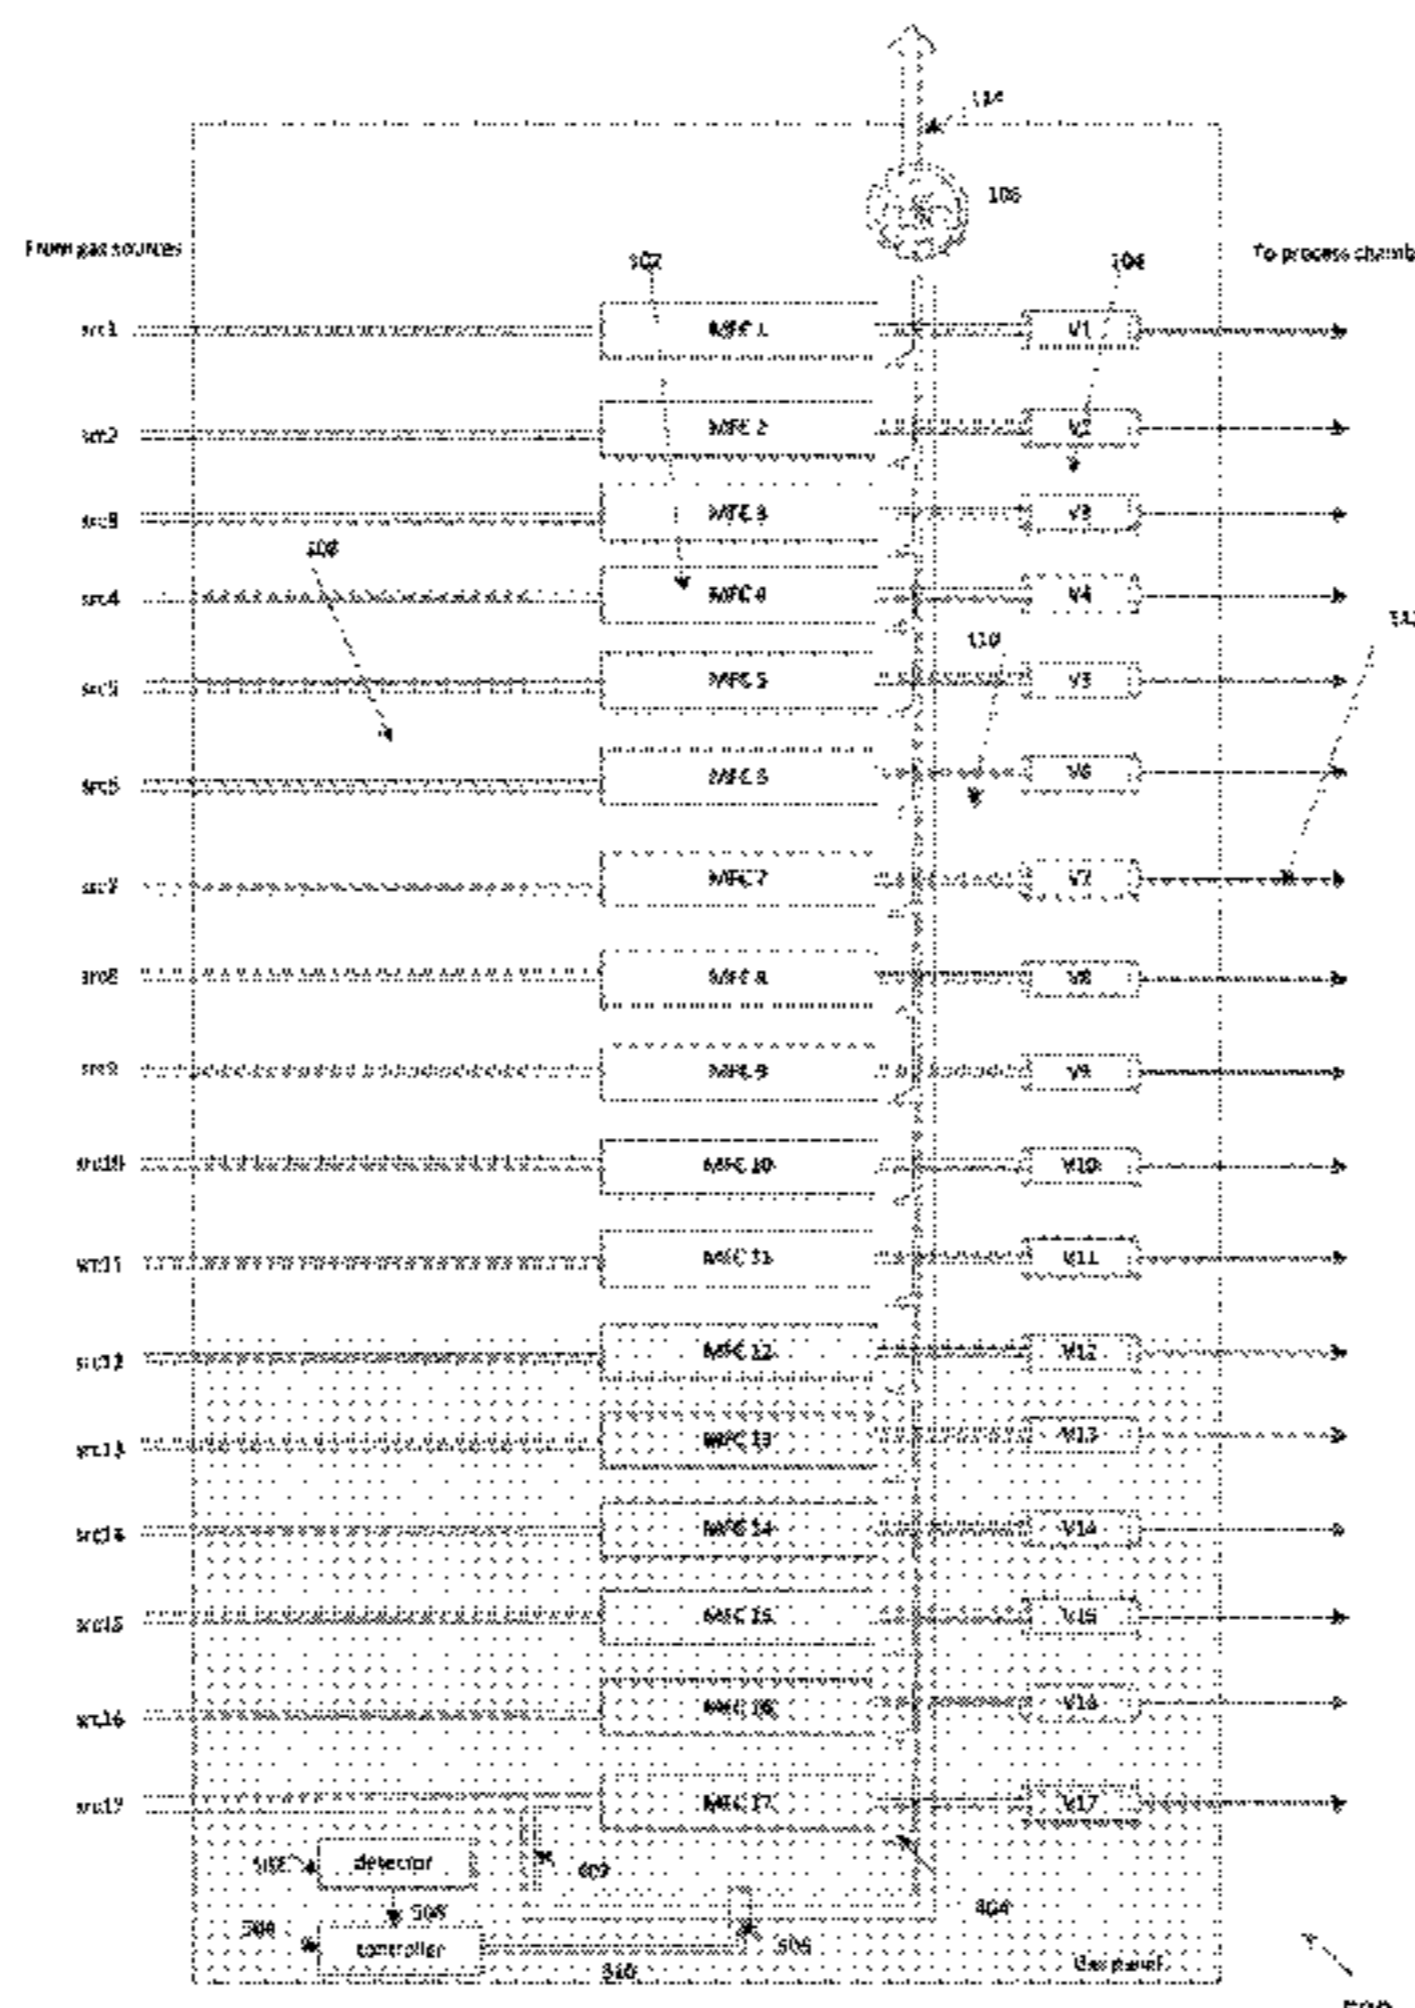 From gas sources
To process chamb
src1 MFC 1 V1
src2 MFC 2 V2
src3 MFC 3 V3
src4 MFC 4 V4
src5 MFC 5 V5
src6 MFC 6 V6
110
src7 MFC 7 V7
src8 MFC 8 V8
src9 MFC 9 V9
src10 MFC 10 V10
src11 MFC 11 V11
src12 MFC 12 V12
src13 MFC 13 V13
src14 MFC 14 V14
src15 MFC 15 V15
src16 MFC 16 V16
src17 MFC 17 V17
detector
controller
Gas panel